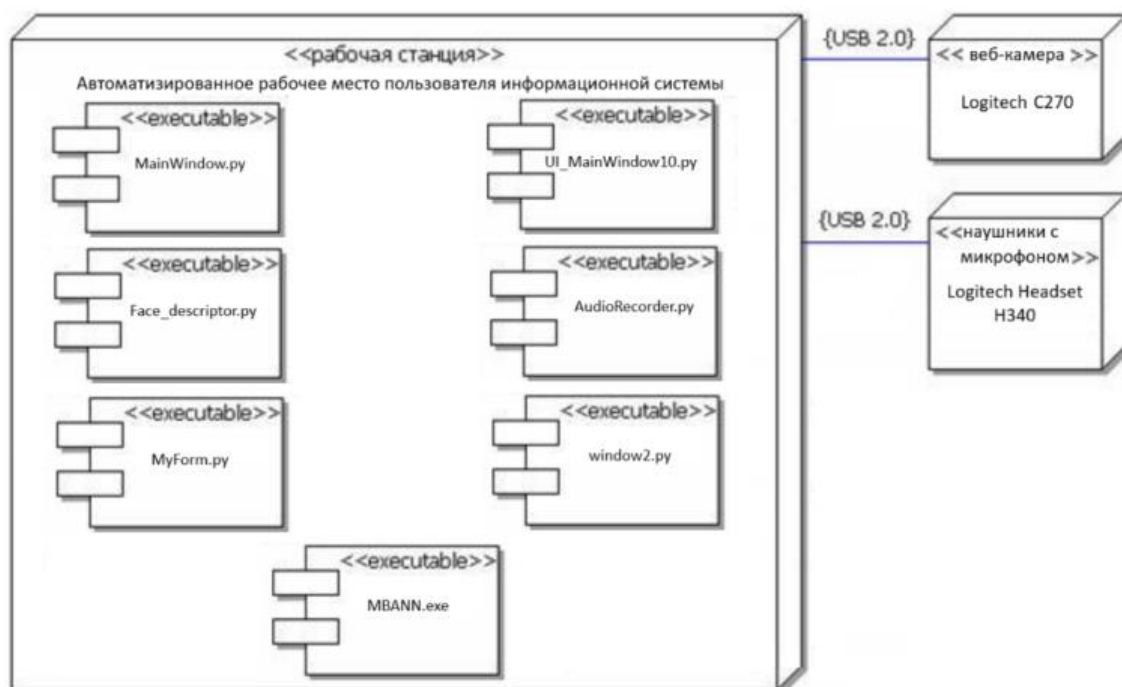 <<рабочая станция>>
Автоматизированное рабочее место пользователя информационной системы
<<executable>>
MainWindow.py
<<executable>>
UI_MainWindow10.py
<<executable>>
Face_descriptor.py
<<executable>>
AudioRecorder.py
<<executable>>
MyForm.py
<<executable>>
window2.py
<<executable>>
MBANN.exe
{USB 2.0}
<< веб-камера >>
Logitech C270
{USB 2.0}
<<наушники с
микрофоном>>
Logitech Headset
H340